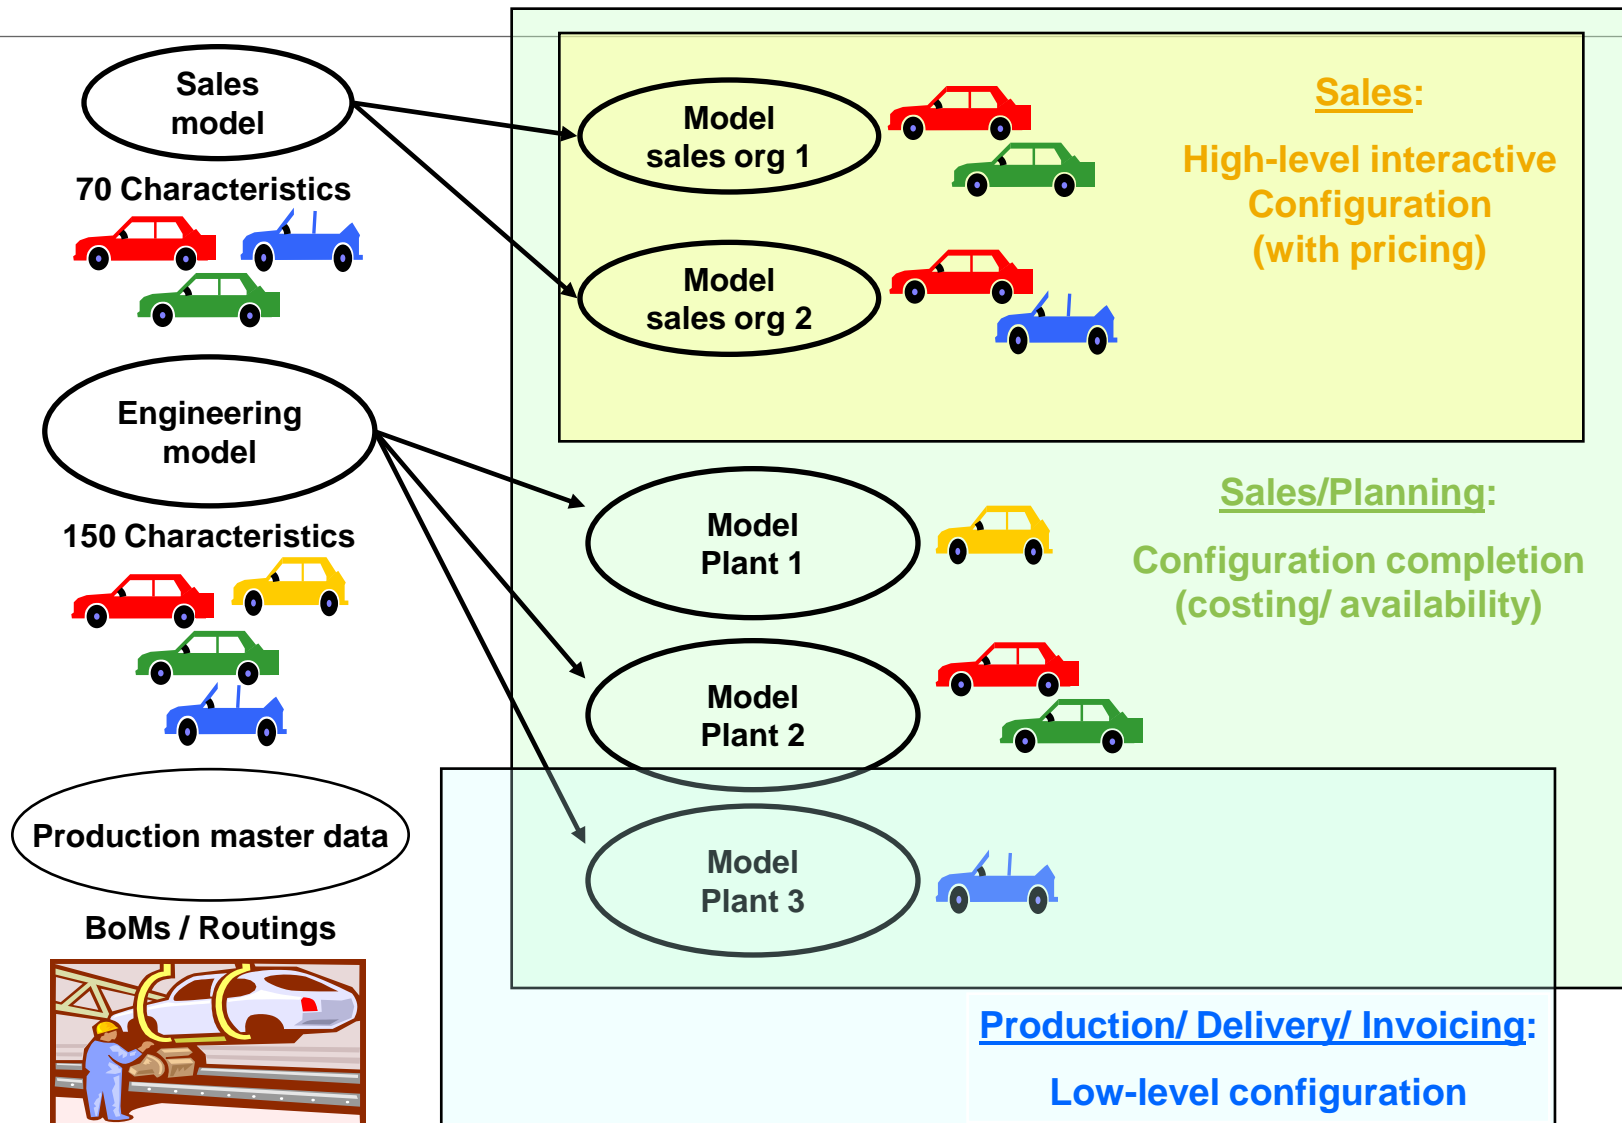 Sales
model
70 Characteristics
Engineering
model
150 Characteristics
Production master data
BoMs / Routings
Model
sales org 1
Model
sales org 2
Sales:
High-level interactive
Configuration
(with pricing)
Model
Plant 1
Model
Plant 2
Model
Plant 3
Sales/Planning:
Configuration completion
(costing/ availability)
Production/ Delivery/ Invoicing:
Low-level configuration